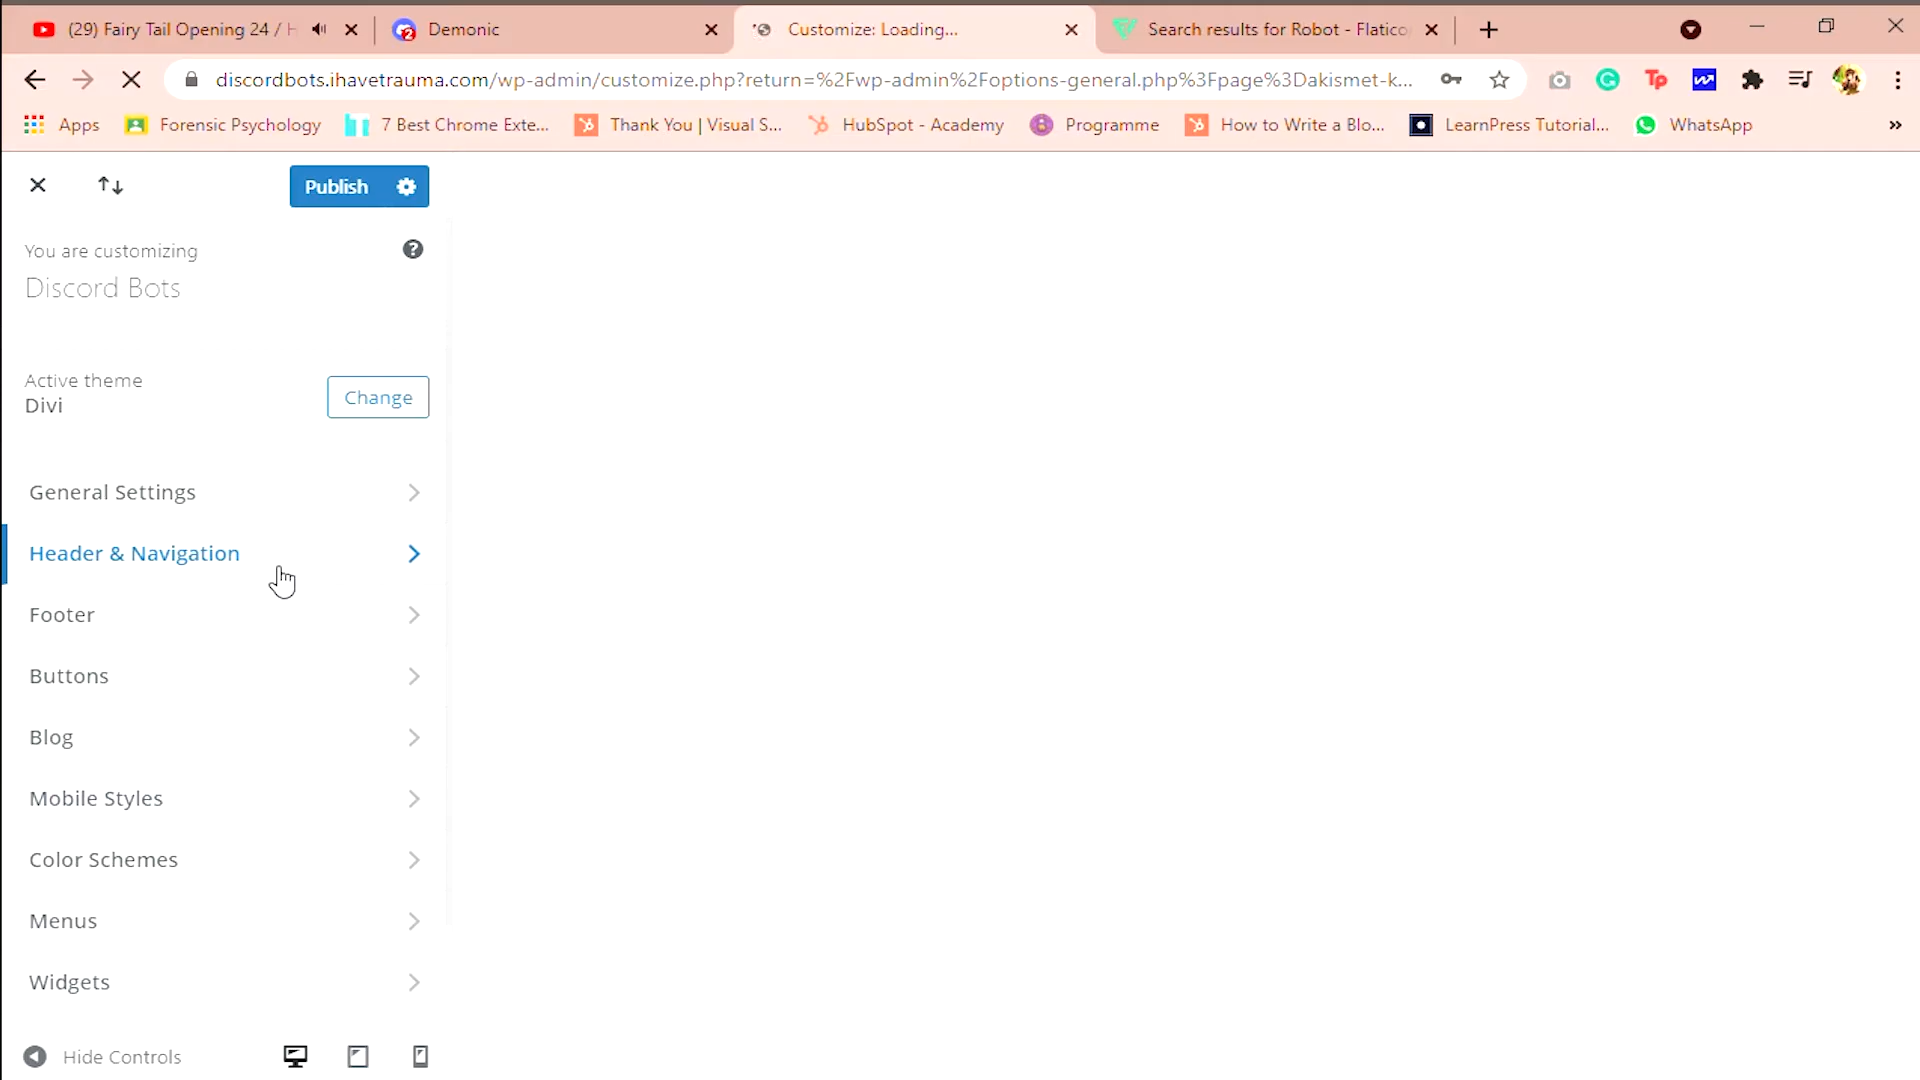 (29) Fairy Tail Opening 24 / H
Demonic
Customize: Loading...
Search results for Robot - Flatico
discordbots.ihavetrauma.com/wp-admin/customize.php?return=%2Fwp-admin%2Foptions-general.php%3Fpage%3Dakismet-k...
Apps
Forensic Psychology
7 Best Chrome Exte...
Thank You | Visual S...
HubSpot - Academy
Programme
How to Write a Blo...
LearnPress Tutorial...
WhatsApp
»
Publish
You are customizing
Discord Bots
Active theme
Divi
Change
General Settings
Header & Navigation
Footer
Buttons
Blog
Mobile Styles
Color Schemes
Menus
Widgets
Hide Controls